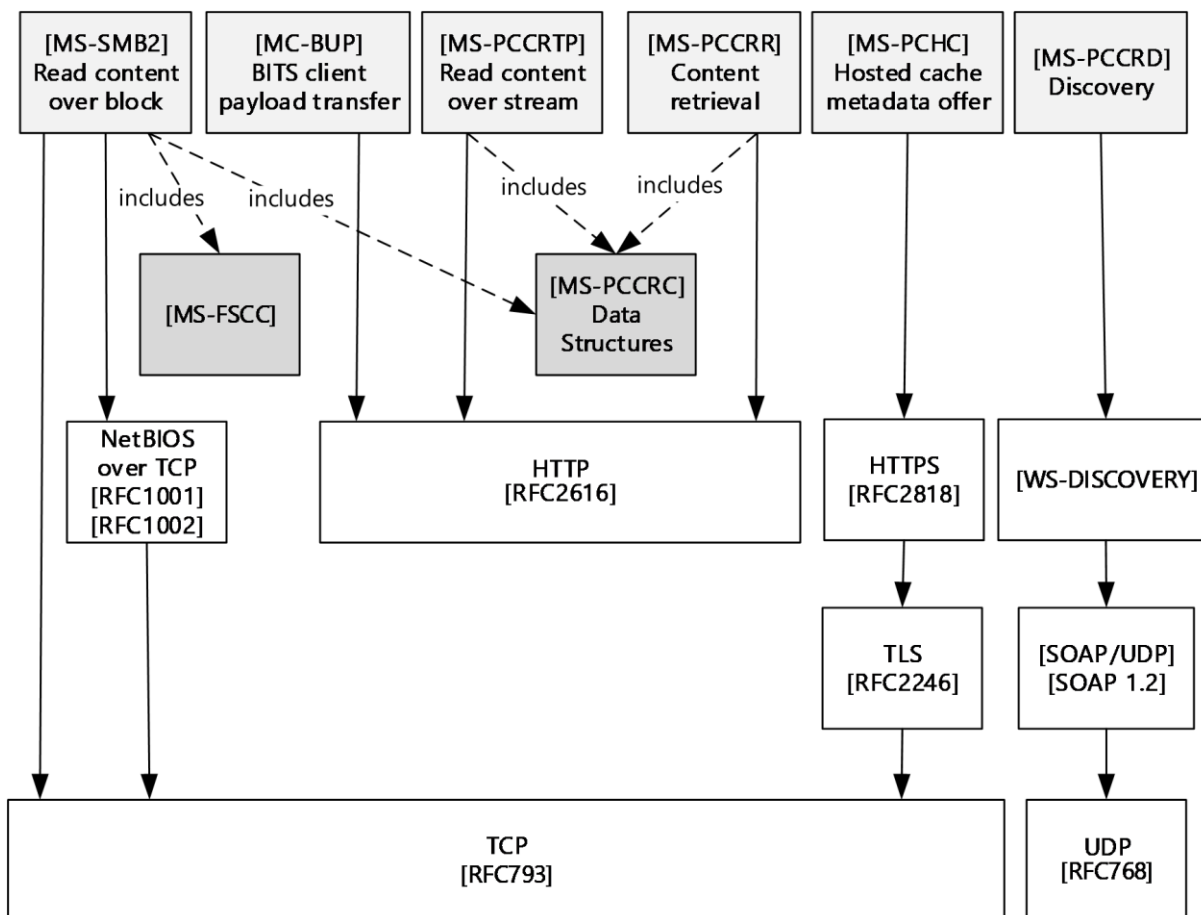 [MS-SMB2]
Read content
over block
[MC-BUP]
BITS client
payload transfer
[MS-PCCRTP]
Read content
over stream
[MS-PCCRR]
Content
retrieval
[MS-PCHC]
Hosted cache
metadata offer
[MS-PCCRD]
Discovery
includes
includes
includes
includes
[MS-FSCC]
[MS-PCCRC]
Data
Structures
NetBIOS
over TCP
[RFC1001]
[RFC1002]
HTTP
[RFC2616]
HTTPS
[RFC2818]
[WS-DISCOVERY]
TLS
[RFC2246]
[SOAP/UDP]
[SOAP 1.2]
TCP
[RFC793]
UDP
[RFC768]